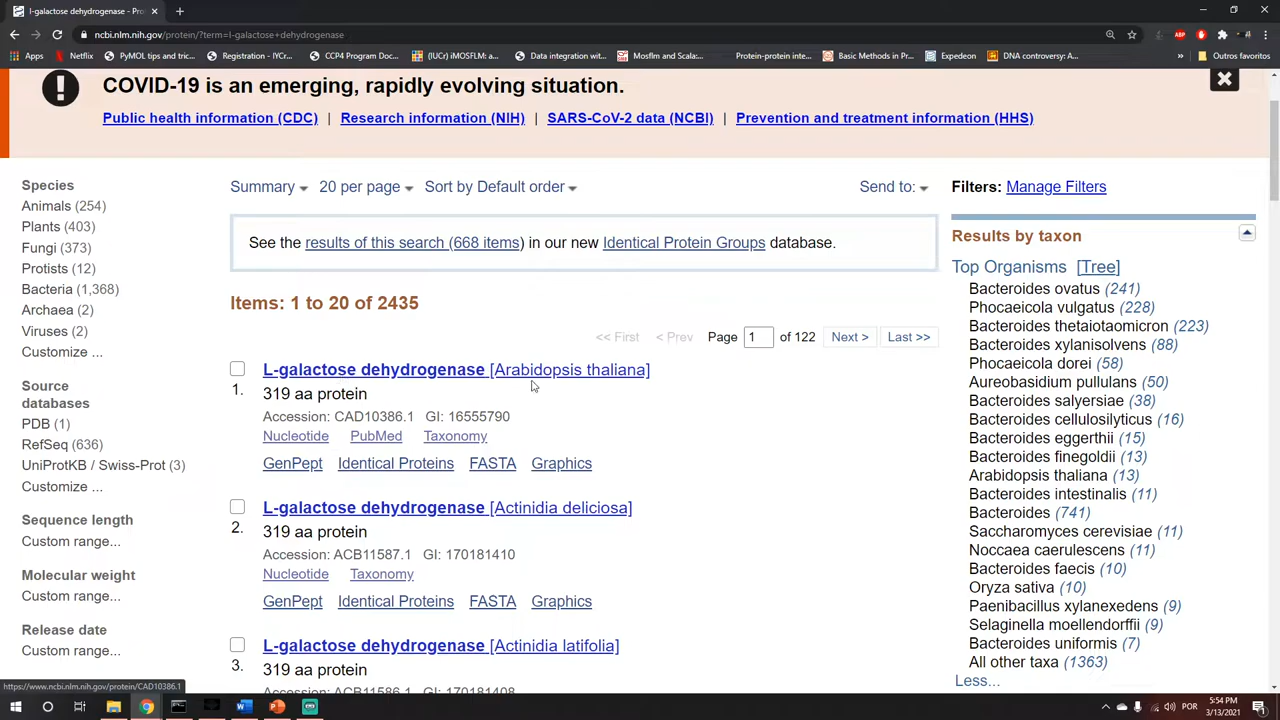 l-galactose dehydrogenase - Pro
ncbi.nlm.nih.gov/protein/?term=l-galactose+dehydrogenase
Apps
Netflix
PyMOL tips and tric...
Registration - IYCr...
CCP4 Program Doc...
(IUCr) iMOSFLM: a...
Data integration wit...
Mosflm and Scala:...
Protein-protein inte...
Basic Methods in Pr...
Expedeon
DNA controversy: A...
Outros favoritos
COVID-19 is an emerging, rapidly evolving situation.
Public health information (CDC) | Research information (NIH) | SARS-CoV-2 data (NCBI) | Prevention and treatment information (HHS)
Species
Animals (254)
Plants (403)
Fungi (373)
Protists (12)
Bacteria (1,368)
Archaea (2)
Viruses (2)
Customize ...
Source
databases
PDB (1)
RefSeq (636)
UniProtKB / Swiss-Prot (3)
Customize ...
Sequence length
Custom range...
Molecular weight
Custom range...
Release date
Custom range...
Summary 20 per page Sort by Default order Send to:
See the results of this search (668 items) in our new Identical Protein Groups database.
Items: 1 to 20 of 2435
<< First < Prev Page 1 of 122 Next > Last >>
L-galactose dehydrogenase [Arabidopsis thaliana]
1. 319 aa protein
Accession: CAD10386.1 GI: 16555790
Nucleotide PubMed Taxonomy
GenPept Identical Proteins FASTA Graphics
L-galactose dehydrogenase [Actinidia deliciosa]
2. 319 aa protein
Accession: ACB11587.1 GI: 170181410
Nucleotide Taxonomy
GenPept Identical Proteins FASTA Graphics
L-galactose dehydrogenase [Actinidia latifolia]
3. 319 aa protein
Accession: ACB11586.1 GI: 170181408
Filters: Manage Filters
Results by taxon
Top Organisms [Tree]
Bacteroides ovatus (241)
Phocaeicola vulgatus (228)
Bacteroides thetaiotaomicron (223)
Bacteroides xylanisolvens (88)
Phocaeicola dorei (58)
Aureobasidium pullulans (50)
Bacteroides salyersiae (38)
Bacteroides cellulosilyticus (16)
Bacteroides eggerthii (15)
Bacteroides finegoldii (13)
Arabidopsis thaliana (13)
Bacteroides intestinalis (11)
Bacteroides (741)
Saccharomyces cerevisiae (11)
Noccaea caerulescens (11)
Bacteroides faecis (10)
Oryza sativa (10)
Paenibacillus xylanexedens (9)
Selaginella moellendorffii (9)
Bacteroides uniformis (7)
All other taxa (1363)
Less...
https://www.ncbi.nlm.nih.gov/protein/CAD10386.1
POR
5:54 PM
3/13/2021